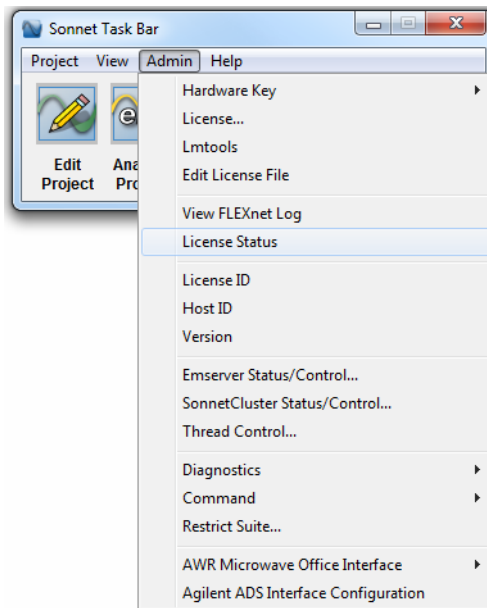 Sonnet Task Bar
Project View Admin Help
Edit
Project
Hardware Key
License...
Lmtools
Edit License File
View FLEXnet Log
License Status
License ID
Host ID
Version
Emserver Status/Control...
SonnetCluster Status/Control...
Thread Control...
Diagnostics
Command
Restrict Suite...
AWR Microwave Office Interface
Agilent ADS Interface Configuration